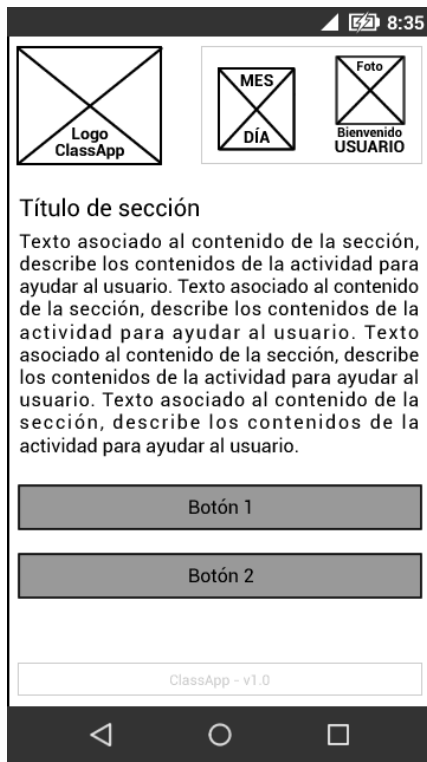 8:35
Logo
ClassApp
MES
DÍA
Foto
Bienvenido
USUARIO
Título de sección
Texto asociado al contenido de la sección,
describe los contenidos de la actividad para
ayudar al usuario. Texto asociado al contenido
de la sección, describe los contenidos de la
actividad para ayudar al usuario. Texto
asociado al contenido de la sección, describe
los contenidos de la actividad para ayudar al
usuario. Texto asociado al contenido de la
sección, describe los contenidos de la
actividad para ayudar al usuario.
Botón 1
Botón 2
ClassApp - v1.0